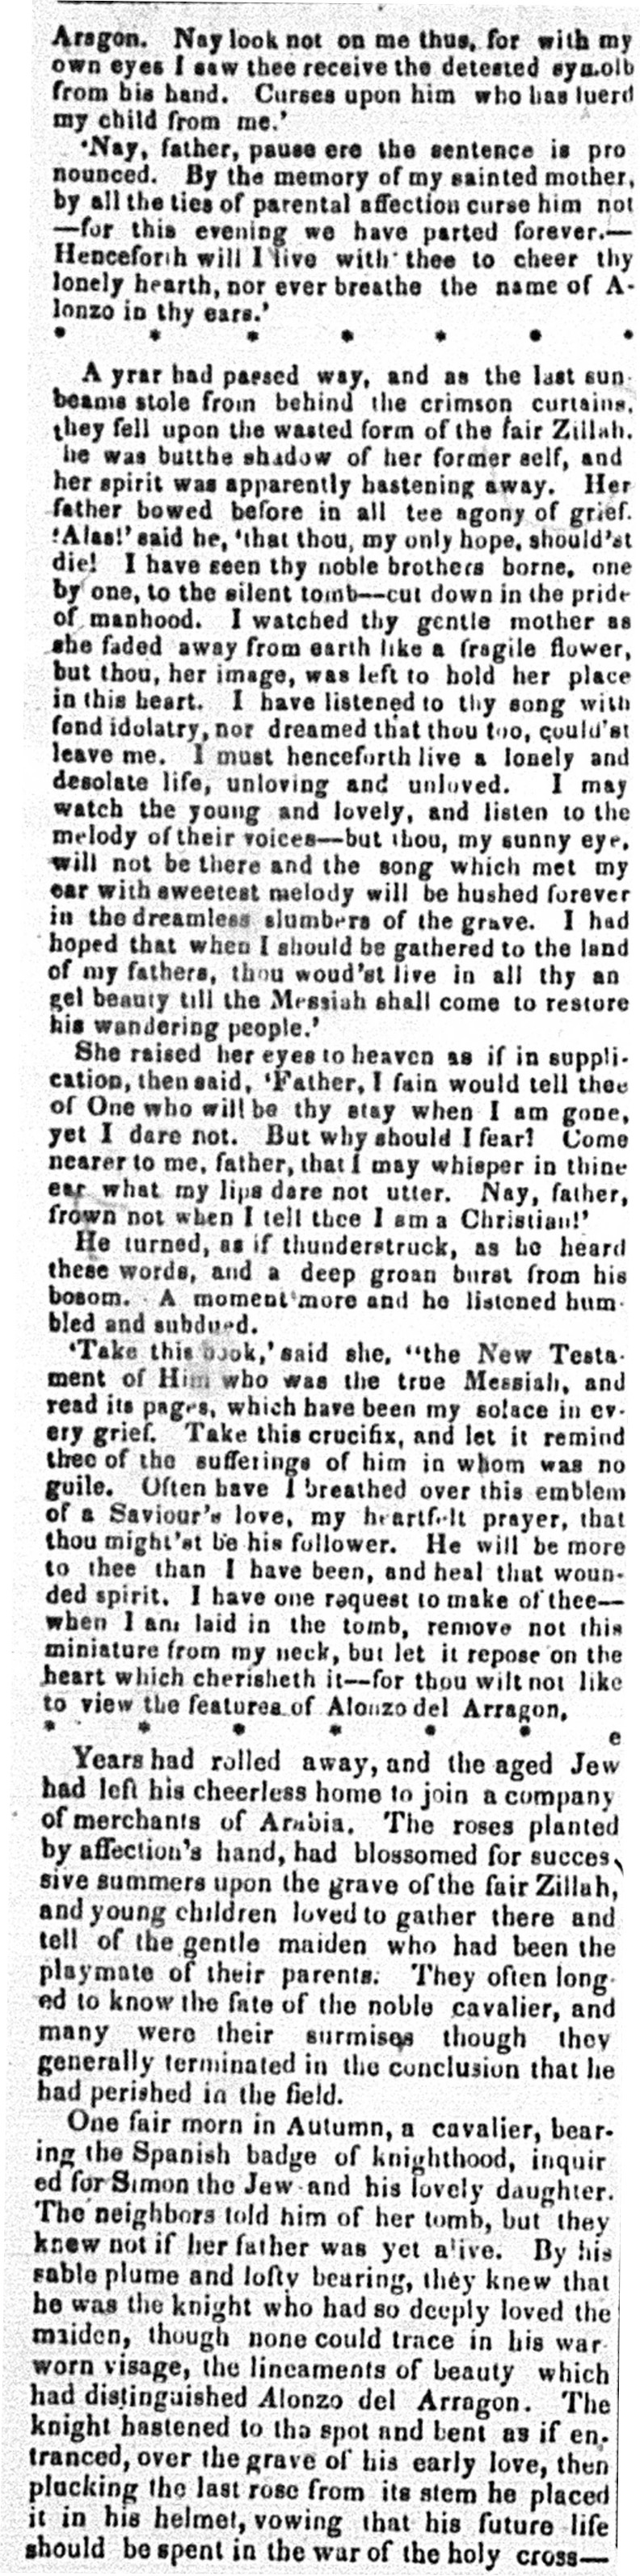 Aragon. Nay look not on me thus, for with my
own eyes I saw thee receive the detested symolb
from his hand. Curses upon him who has luerd
my child from me.'
'Nay, father, pause ere the sentence is pro
nounced. By the memory of my sainted mother,
by all the ties of parental affection curse him not
—for this evening we have parted forever.—
Henceforth will I live with thee to cheer thy
lonely hearth, nor ever breathe the name of A-
lonzo in thy ears.'
* * * * * * *
A yrar had passed way, and as the last sun-
beams stole from behind the crimson curtains,
they fell upon the wasted form of the fair Zillah.
he was butthe shadow of her former self, and
her spirit was apparently hastening away. Her
father bowed before in all tee agony of grief.
'Alas!' said he, 'that thou, my only hope, should'st
die! I have seen thy noble brothers borne, one
by one, to the silent tomb—cut down in the pride
of manhood. I watched thy gentle mother as
she faded away from earth like a fragile flower,
but thou, her image, was left to hold her place
in this heart. I have listened to thy song with
fond idolatry, nor dreamed that thou too, could'st
leave me. I must henceforth live a lonely and
desolate life, unloving and unloved. I may
watch the young and lovely, and listen to the
melody of their voices—but thou, my sunny eye,
will not be there and the song which met my
ear with sweetest melody will be hushed forever
in the dreamless slumbers of the grave. I had
hoped that when I should be gathered to the land
of my fathers, thou woud'st live in all thy an
gel beauty till the Messiah shall come to restore
his wandering people.'
She raised her eyes to heaven as if in suppli-
cation, then said, 'Father, I fain would tell thee
of One who will be thy stay when I am gone,
yet I dare not. But why should I fear? Come
nearer to me, father, that I may whisper in thine
ear what my lips dare not utter. Nay, father,
frown not when I tell thee I am a Christian!'
He turned, as if thunderstruck, as he heard
these words, and a deep groan burst from his
bosom. A moment more and he listened hum-
bled and subdued.
'Take this book,' said she, "the New Testa-
ment of Him who was the true Messiah, and
read its pages, which have been my solace in ev-
ery grief. Take this crucifix, and let it remind
thee of the sufferings of him in whom was no
guile. Often have I breathed over this emblem
of a Saviour's love, my heartfelt prayer, that
thou might'st be his follower. He will be more
to thee than I have been, and heal that woun-
ded spirit. I have one request to make of thee—
when I am laid in the tomb, remove not this
miniature from my neck, but let it repose on the
heart which cherisheth it—for thou wilt not like
to view the features of Alonzo del Arragon,
* * * * * * e
Years had rolled away, and the aged Jew
had left his cheerless home to join a company
of merchants of Arabia. The roses planted
by affection's hand, had blossomed for succes-
sive summers upon the grave of the fair Zillah,
and young children loved to gather there and
tell of the gentle maiden who had been the
playmate of their parents. They often long-
ed to know the fate of the noble cavalier, and
many were their surmises though they
generally terminated in the conclusion that he
had perished in the field.
One fair morn in Autumn, a cavalier, bear-
ing the Spanish badge of knighthood, inquir
ed for Simon the Jew and his lovely daughter.
The neighbors told him of her tomb, but they
knew not if her father was yet alive. By his
sable plume and lofty bearing, they knew that
he was the knight who had so deeply loved the
maiden, though none could trace in his war-
worn visage, the lineaments of beauty which
had distinguished Alonzo del Arragon. The
knight hastened to tha spot and bent as if en-
tranced, over the grave of his early love, then
plucking the last rose from its stem he placed
it in his helmet, vowing that his future life
should be spent in the war of the holy cross—